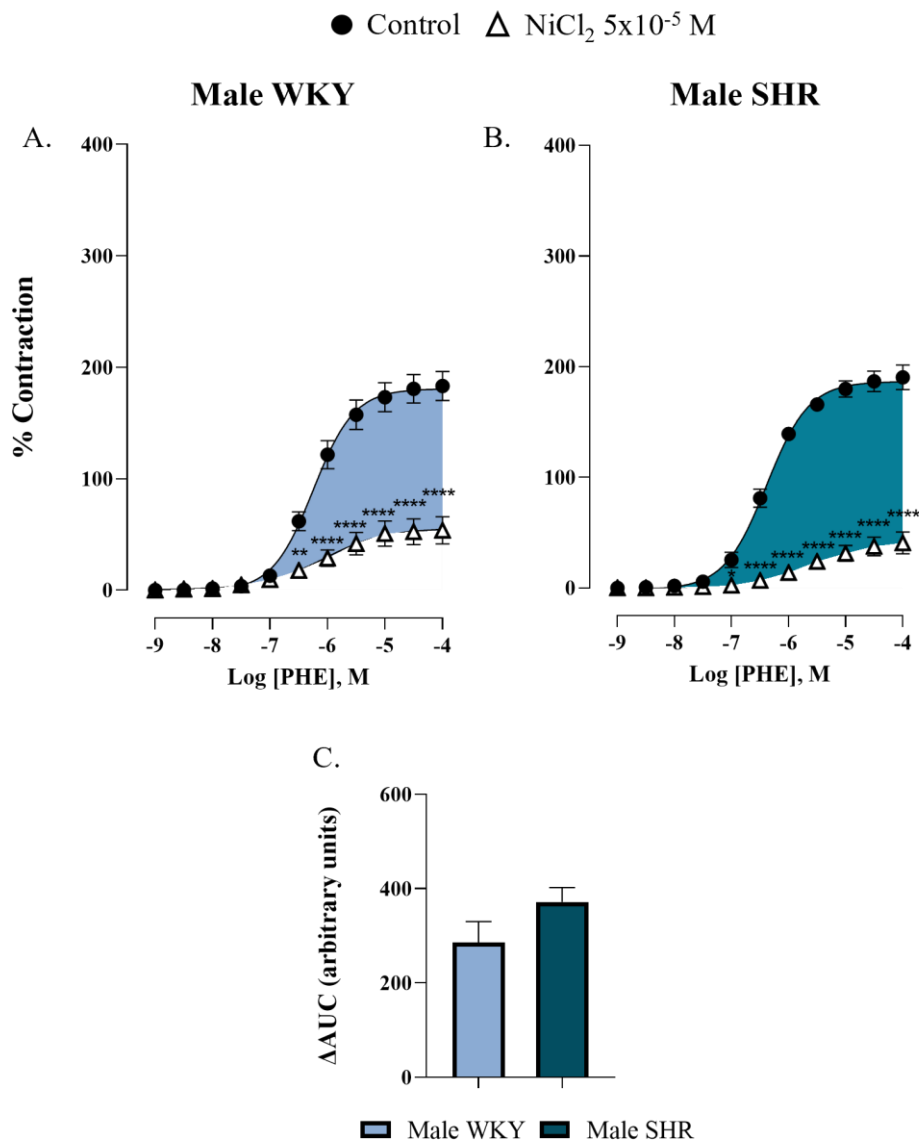 Control NiCl₂ 5x10⁻⁵ M
Male WKY Male SHR
A. B.
% Contraction
400
300
200
100
0
** **** **** **** **** ****
-9 -8 -7 -6 -5 -4
Log [PHE], M
400
300
200
100
0
* **** **** **** **** **** ****
-9 -8 -7 -6 -5 -4
Log [PHE], M
C.
ΔAUC (arbitrary units)
600
400
200
0
Male WKY Male SHR